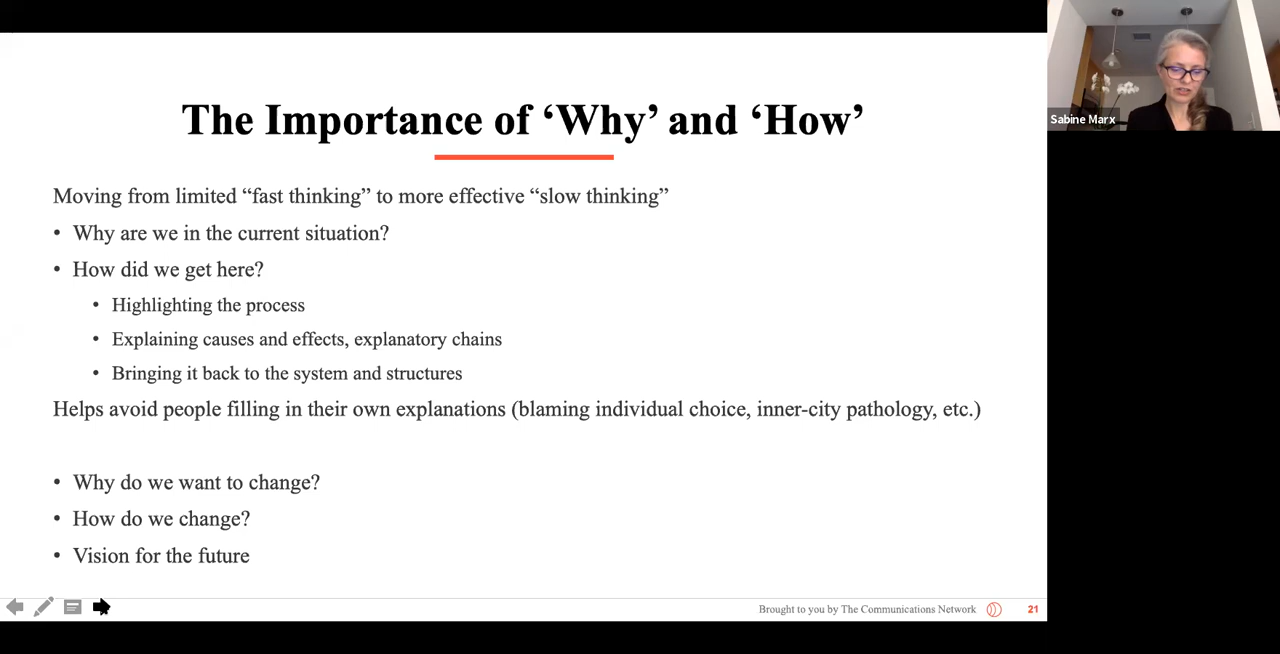 The Importance of ‘Why’ and ‘How’
Sabine Marx
Moving from limited “fast thinking” to more effective “slow thinking”
• Why are we in the current situation?
• How did we get here?
• Highlighting the process
• Explaining causes and effects, explanatory chains
• Bringing it back to the system and structures
Helps avoid people filling in their own explanations (blaming individual choice, inner-city pathology, etc.)
• Why do we want to change?
• How do we change?
• Vision for the future
Brought to you by The Communications Network
21